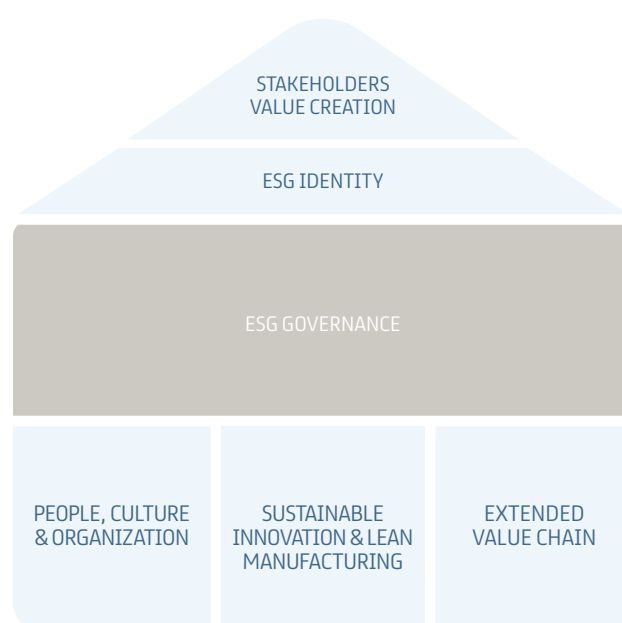 STAKEHOLDERS
VALUE CREATION
ESG IDENTITY
ESG GOVERNANCE
PEOPLE, CULTURE
& ORGANIZATION
SUSTAINABLE
INNOVATION & LEAN
MANUFACTURING
EXTENDED
VALUE CHAIN